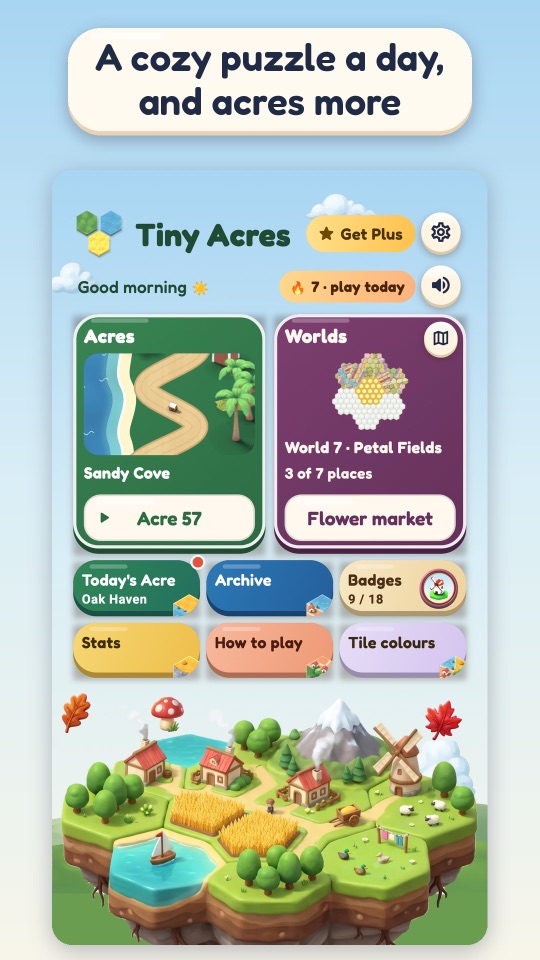 A cozy puzzle a day,
and acres more
Tiny Acres
Get Plus
Good morning
7 · play today
Acres
Worlds
Sandy Cove
World 7 · Petal Fields
3 of 7 places
Acre 57
Flower market
Today's Acre
Oak Haven
Archive
Badges
9 / 18
Stats
How to play
Tile colours